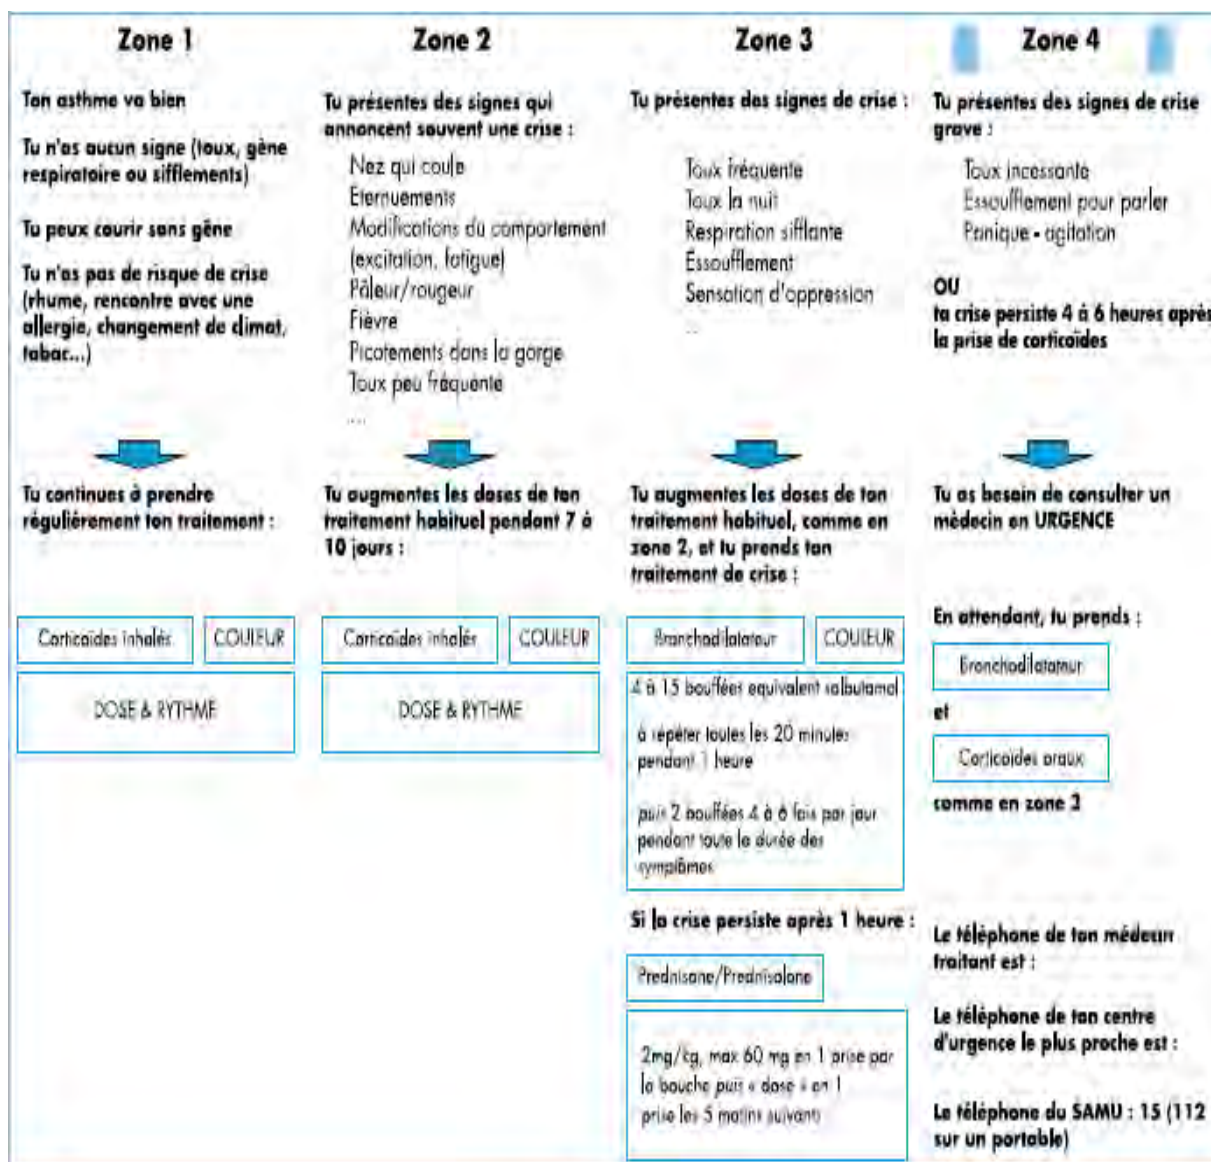 Zone 1
Ton asthme va bien
Tu n'as aucun signe (toux, gêne
respiratoire ou sifflements)
Tu peux courir sans gêne
Tu n'as pas de risque de crise
(rhume, rencontre avec une
allergie, changement de climat,
tabac...)
Tu continues à prendre
régulièrement ton traitement :
Corticoïdes inhalés
COULEUR
DOSE & RYTHME
Zone 2
Tu présentes des signes qui
annoncent souvent une crise :
Nez qui coule
Eternuements
Modifications du comportement
(excitation, fatigue)
Pâleur/rougeur
Fièvre
Picotements dans la gorge
Toux peu fréquente
....
Tu augmentes les doses de ton
traitement habituel pendant 7 à
10 jours :
Corticoïdes inhalés
COULEUR
DOSE & RYTHME
Zone 3
Tu présentes des signes de crise :
Toux fréquente
Toux la nuit
Respiration sifflante
Essoufflement
Sensation d'oppression
...
Tu augmentes les doses de ton
traitement habituel, comme en
zone 2, et tu prends ton
traitement de crise :
Bronchodilatateur
COULEUR
4 à 15 bouffées equivalent salbutamol
à répéter toutes les 20 minutes
pendant 1 heure
puis 2 bouffées 4 à 6 fois par jour
pendant toute la durée des
symptômes
Si la crise persiste après 1 heure :
Prednisone/Prednisolone
2mg/kg, max 60 mg en 1 prise par
la bouche puis « dose » en 1
prise les 5 matins suivants
Zone 4
Tu présentes des signes de crise
grave :
Toux incessante
Essoufflement pour parler
Panique - agitation
OU
ta crise persiste 4 à 6 heures après
la prise de corticoïdes
Tu as besoin de consulter un
médecin en URGENCE
En attendant, tu prends :
Bronchodilatateur
et
Corticoïdes oraux
comme en zone
Le téléphone de ton médecin
traitant est :
Le téléphone de ton centre
d'urgence le plus proche est :
Le téléphone du SAMU : 15 (112
sur un portable)